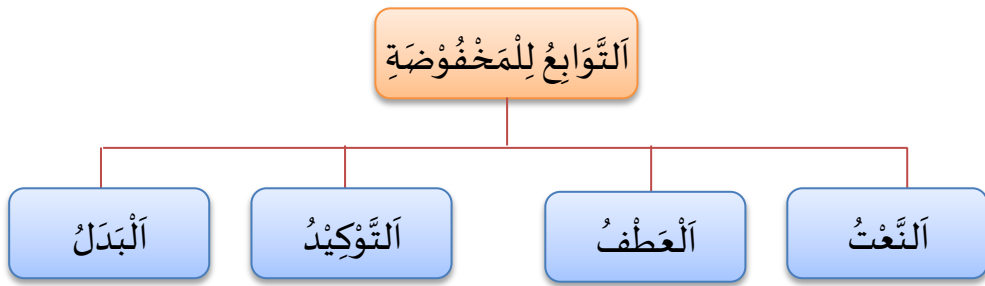 اَلتَّوَابِعُ لِلْمَخْفُوْضَةِ
اَلنَّعْتُ
اَلْعَطْفُ
اَلتَّوْكِيْدُ
اَلْبَدَلُ